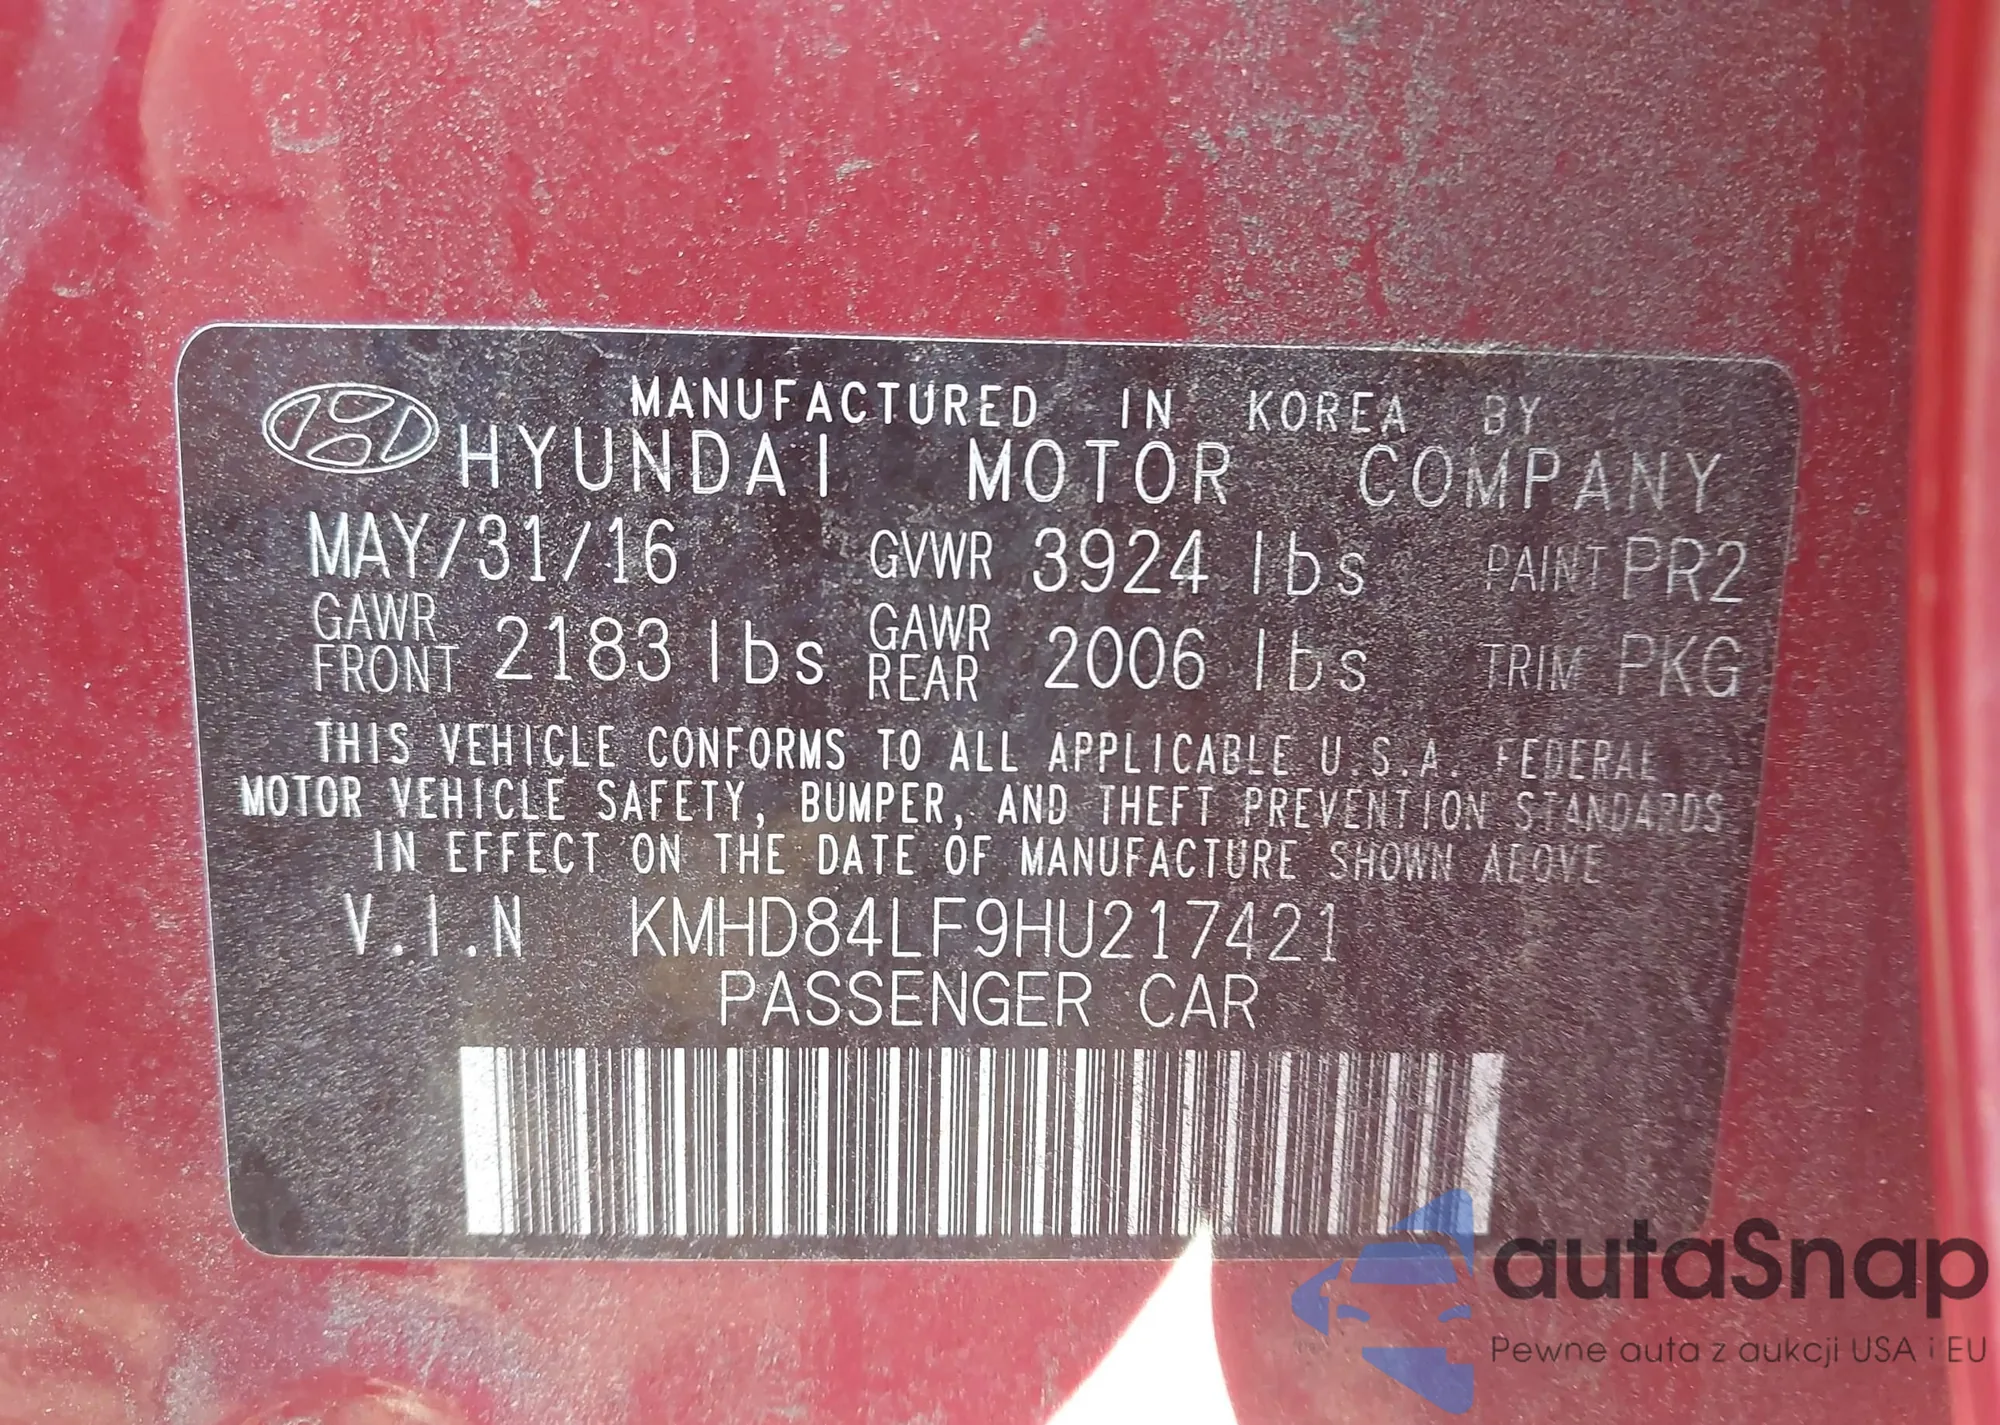 MANUFACTURED IN KOREA BY
HYUNDAI MOTOR COMPANY
MAY/31/16 GVWR 3924 lbs PAINT PR2
GAWR FRONT 2183 lbs GAWR REAR 2006 lbs TRIM PKG
THIS VEHICLE CONFORMS TO ALL APPLICABLE U.S.A. FEDERAL
MOTOR VEHICLE SAFETY, BUMPER, AND THEFT PREVENTION STANDARDS
IN EFFECT ON THE DATE OF MANUFACTURE SHOWN ABOVE
V.I.N KMHD84LF9HU217421
PASSENGER CAR
autaSnap
Pewne auta z aukcji USA i EU